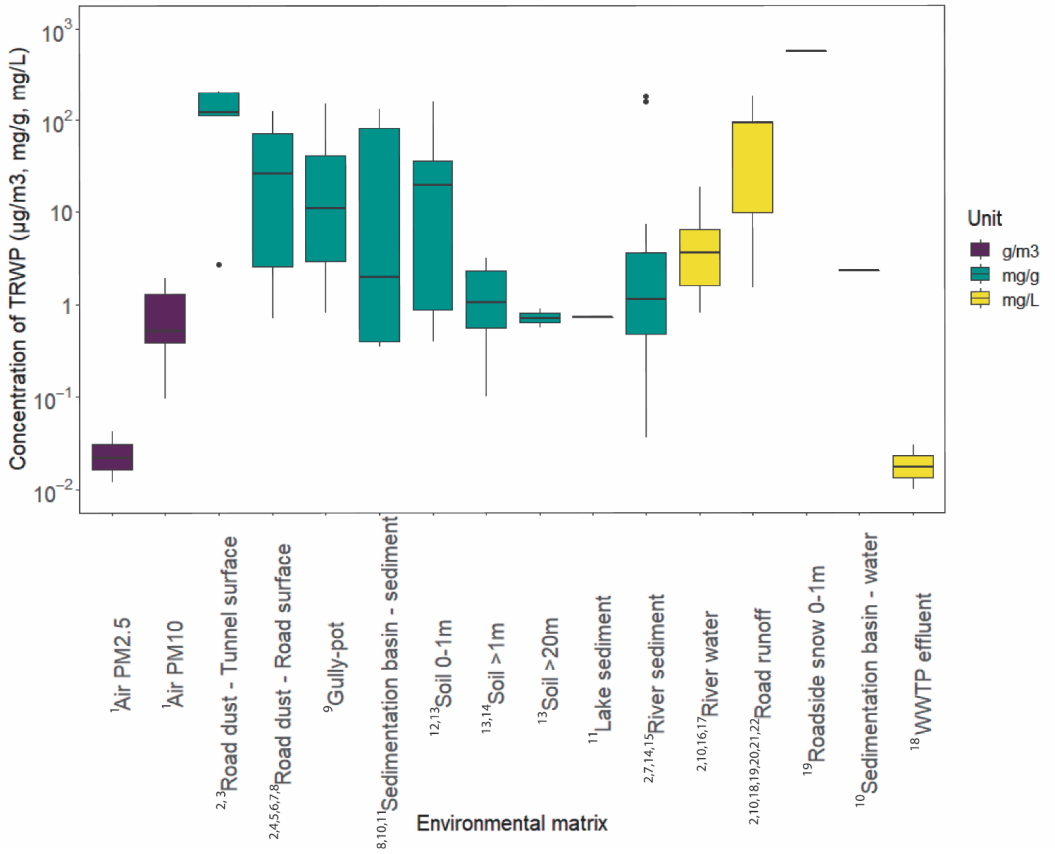 Concentration of TRWP (µg/m3, mg/g, mg/L)
10³
10²
10
1
10⁻¹
10⁻²
Unit
g/m3
mg/g
mg/L
¹Air PM2.5
¹Air PM10
²,³Road dust - Tunnel surface
²,⁴,⁵,⁶,⁷,⁸Road dust - Road surface
⁹Gully-pot
⁸,¹⁰,¹¹Sedimentation basin - sediment
¹²,¹³Soil 0-1m
¹³,¹⁴Soil >1m
¹³Soil >20m
¹¹Lake sediment
²,⁷,¹⁴,¹⁵River sediment
²,¹⁰,¹⁶,¹⁷River water
²,¹⁰,¹⁸,¹⁹,²⁰,²¹,²²Road runoff
¹⁹Roadside snow 0-1m
¹⁰Sedimentation basin - water
¹⁸WWTP effluent
Environmental matrix